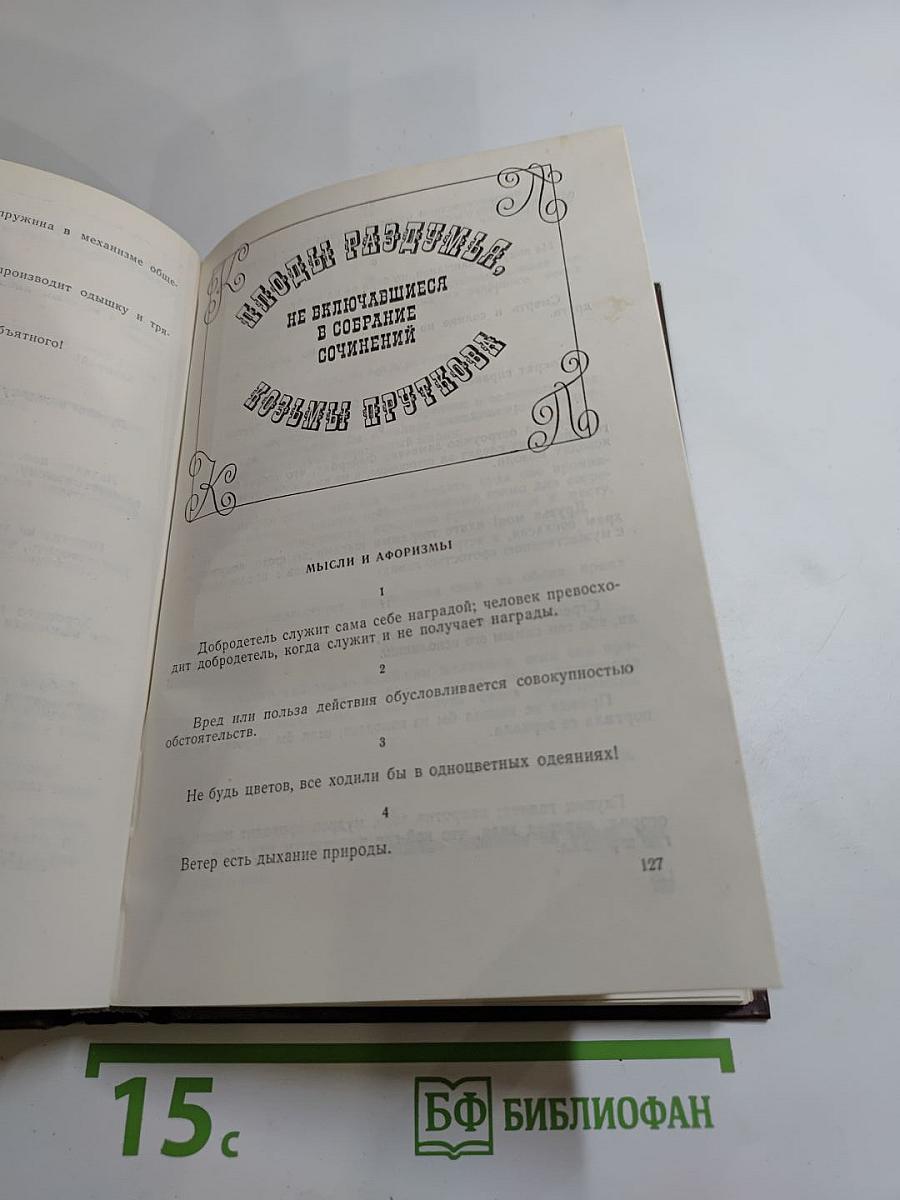 пружина в механизме обще-
производит одышку и тря-
бъятного!
ПЛОДЫ РАЗДУМЬЯ,
НЕ ВКЛЮЧАВШИЕСЯ
В СОБРАНИЕ
СОЧИНЕНИЙ
КОЗЬМЫ ПРУТКОВА
К
П
К
П
МЫСЛИ И АФОРИЗМЫ
1
Добродетель служит сама себе наградой; человек превосхо-
дит добродетель, когда служит и не получает награды.
2
Вред или польза действия обусловливается совокупностью
обстоятельств.
3
Не будь цветов, все ходили бы в одноцветных одеяниях!
4
Ветер есть дыхание природы.
127
15 с
БФ БИБЛИОФАН